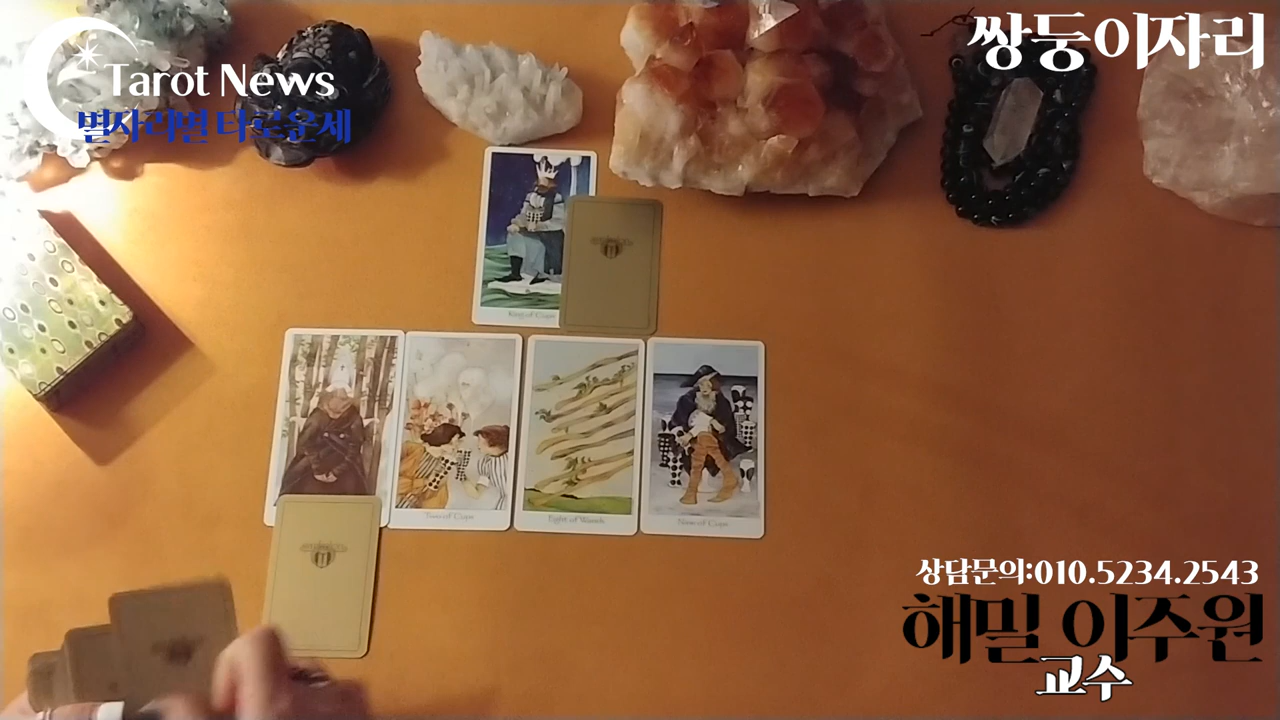 쌍둥이자리
Tarot News
별자리별 타로운세
King of Cups
Two of Cups
Eight of Wands
Nine of Cups
상담문의:010.5234.2543
해밀 이주원
교수